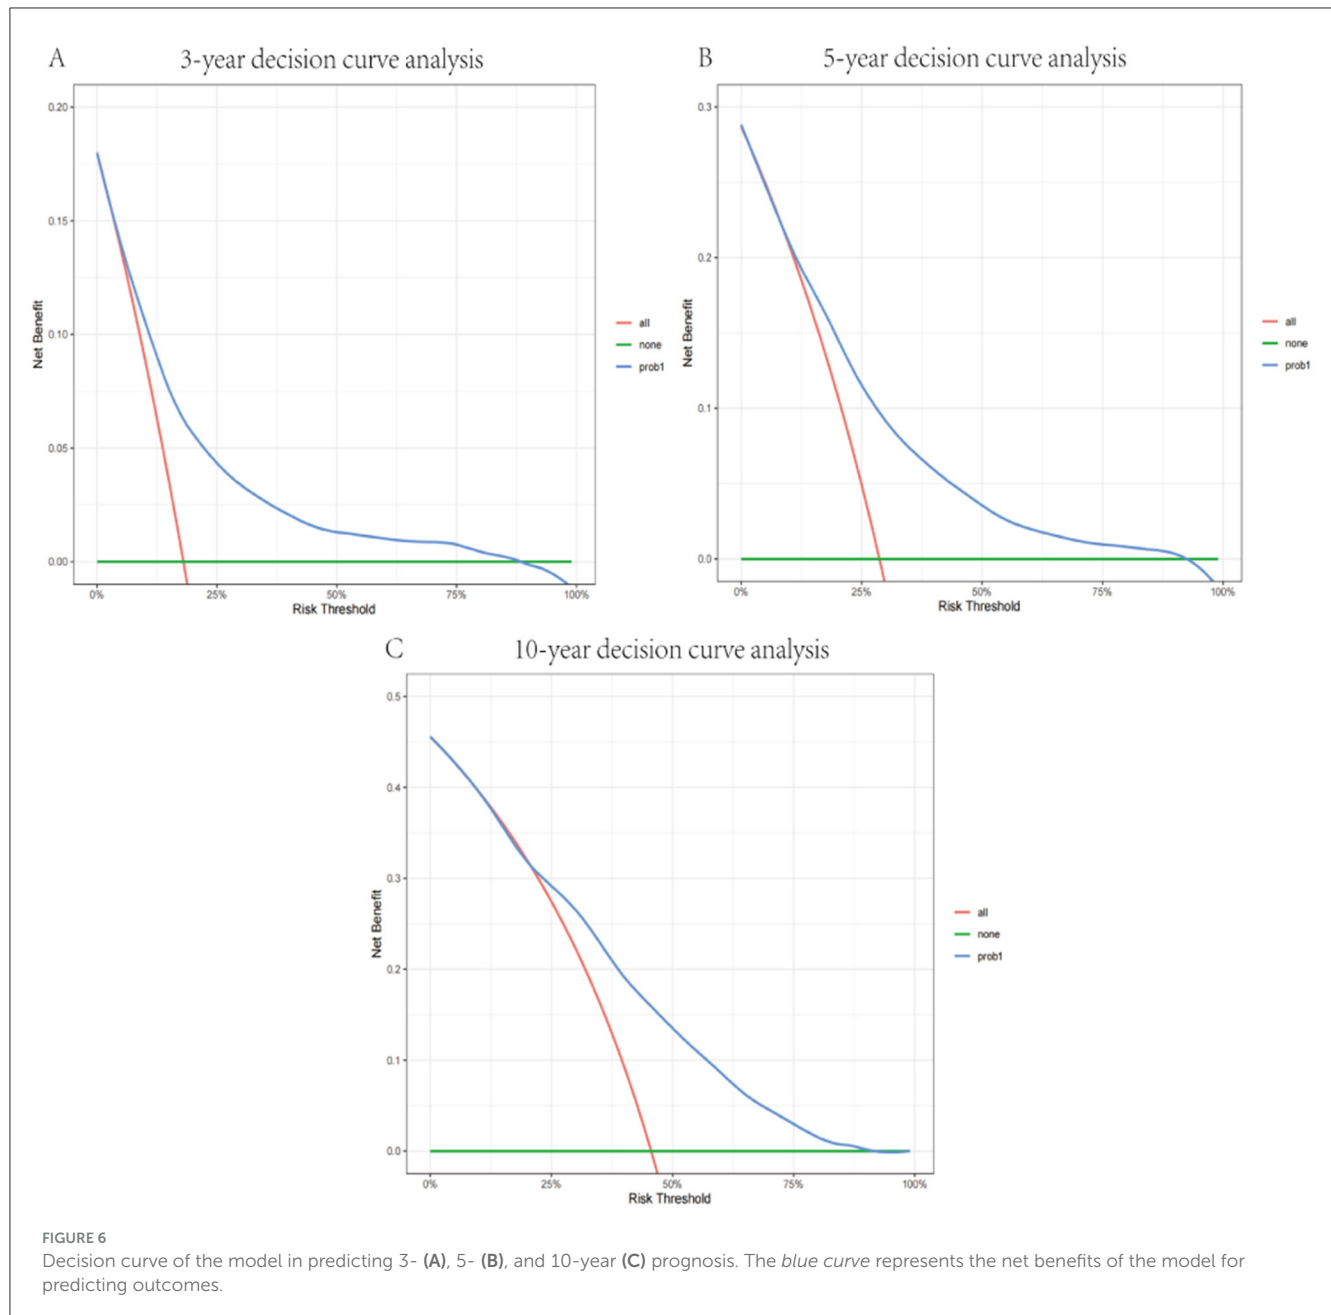 A
3-year decision curve analysis
0.20
0.15
0.10
0.05
0.00
Net Benefit
0%
25%
50%
75%
100%
Risk Threshold
all
none
prob1
B
5-year decision curve analysis
0.3
0.2
0.1
0.0
Net Benefit
0%
25%
50%
75%
100%
Risk Threshold
all
none
prob1
C
10-year decision curve analysis
0.5
0.4
0.3
0.2
0.1
0.0
Net Benefit
0%
25%
50%
75%
100%
Risk Threshold
all
none
prob1
FIGURE 6
Decision curve of the model in predicting 3- (A), 5- (B), and 10-year (C) prognosis. The blue curve represents the net benefits of the model for
predicting outcomes.